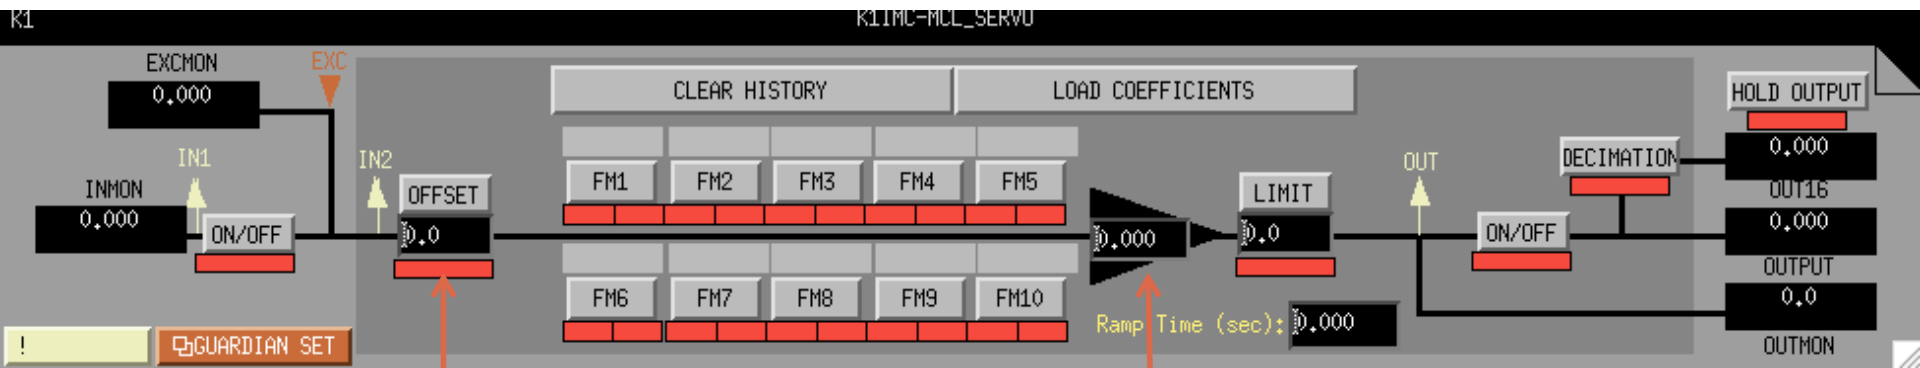 K1
K1IMC-MCL_SERVO
EXCMON
0.000
EXC
CLEAR HISTORY
LOAD COEFFICIENTS
HOLD OUTPUT
IN1
IN2
INMON
0.000
ON/OFF
OFFSET
0.0
FM1 FM2 FM3 FM4 FM5
0.000
LIMIT
0.0
OUT
DECIMATION
ON/OFF
0.000
OUT16
0.000
OUTPUT
0.0
OUTMON
FM6 FM7 FM8 FM9 FM10
Ramp Time (sec): 0.000
!
GUARDIAN SET